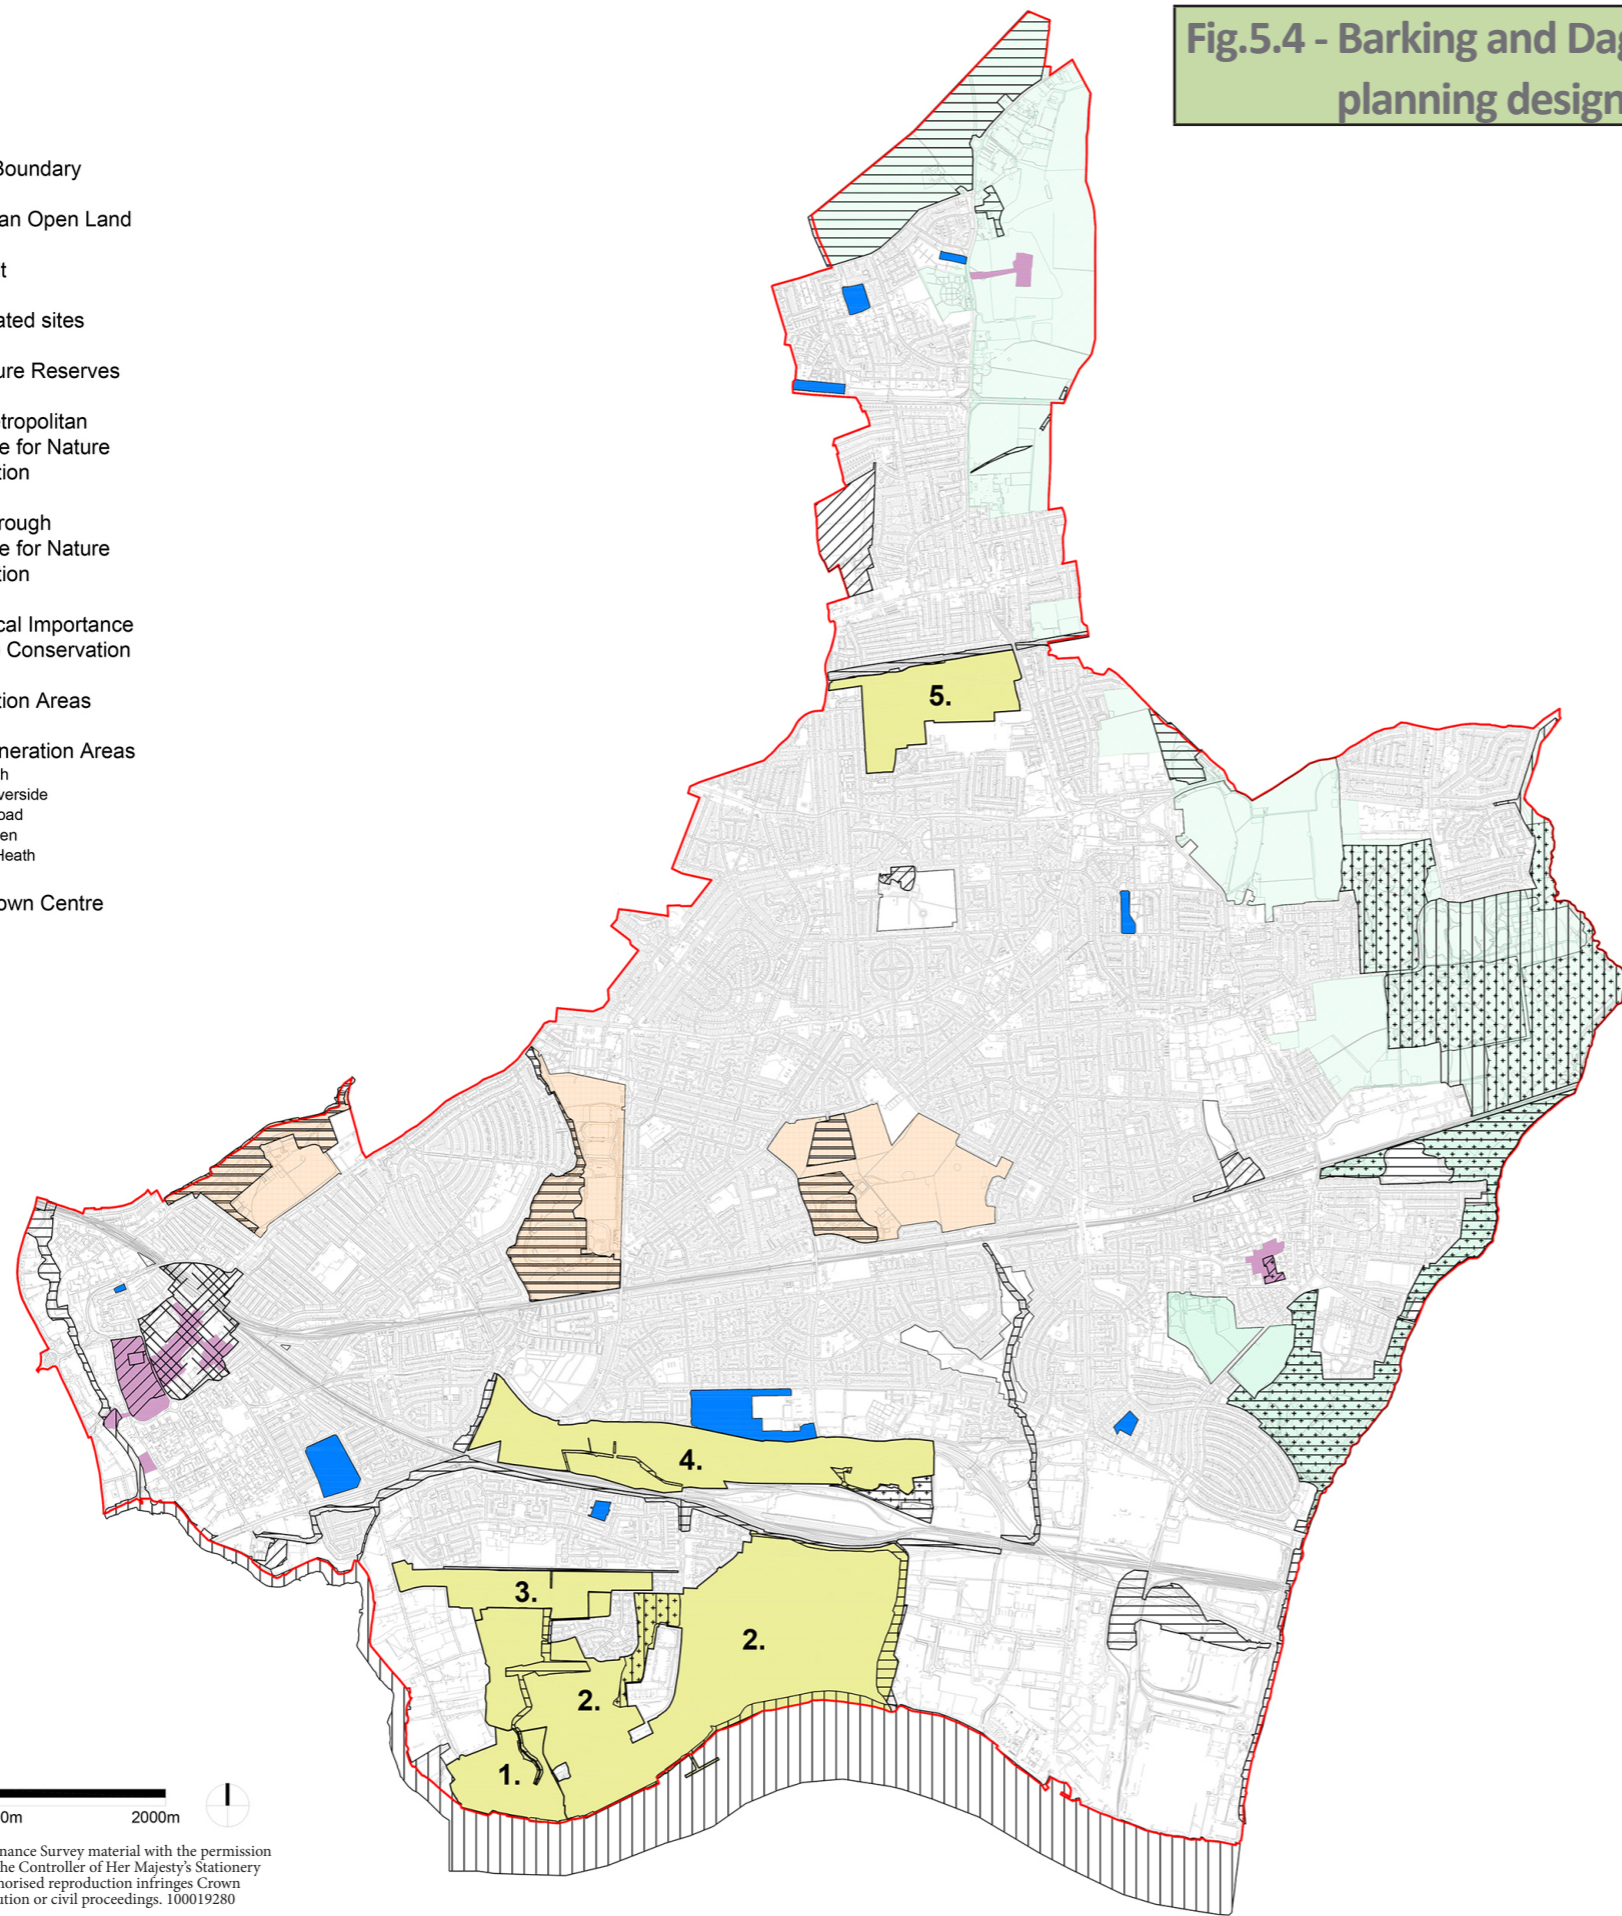 Fig.5.4 - Barking and Dag
planning design
Boundary
an Open Land
t
ated sites
ure Reserves
etropolitan
e for Nature
tion
rough
e for Nature
tion
cal Importance
Conservation
tion Areas
neration Areas
h
verside
oad
en
Heath
own Centre
5.
4.
3.
2.
2.
1.
0m 2000m
nance Survey material with the permission
he Controller of Her Majesty's Stationery
horised reproduction infringes Crown
ution or civil proceedings. 100019280